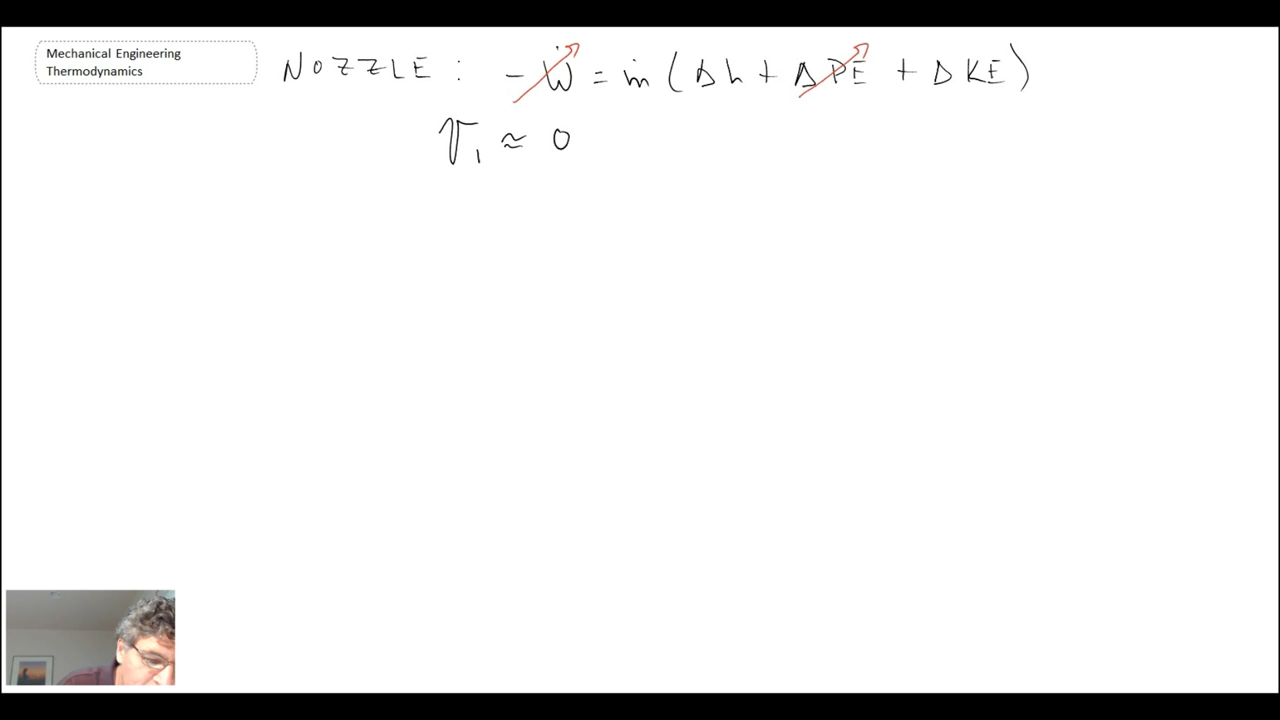 Mechanical Engineering
Thermodynamics
NOZZLE : - Ẇ = ṁ ( Δh + ΔPE + ΔKE )
V₁ ≈ 0